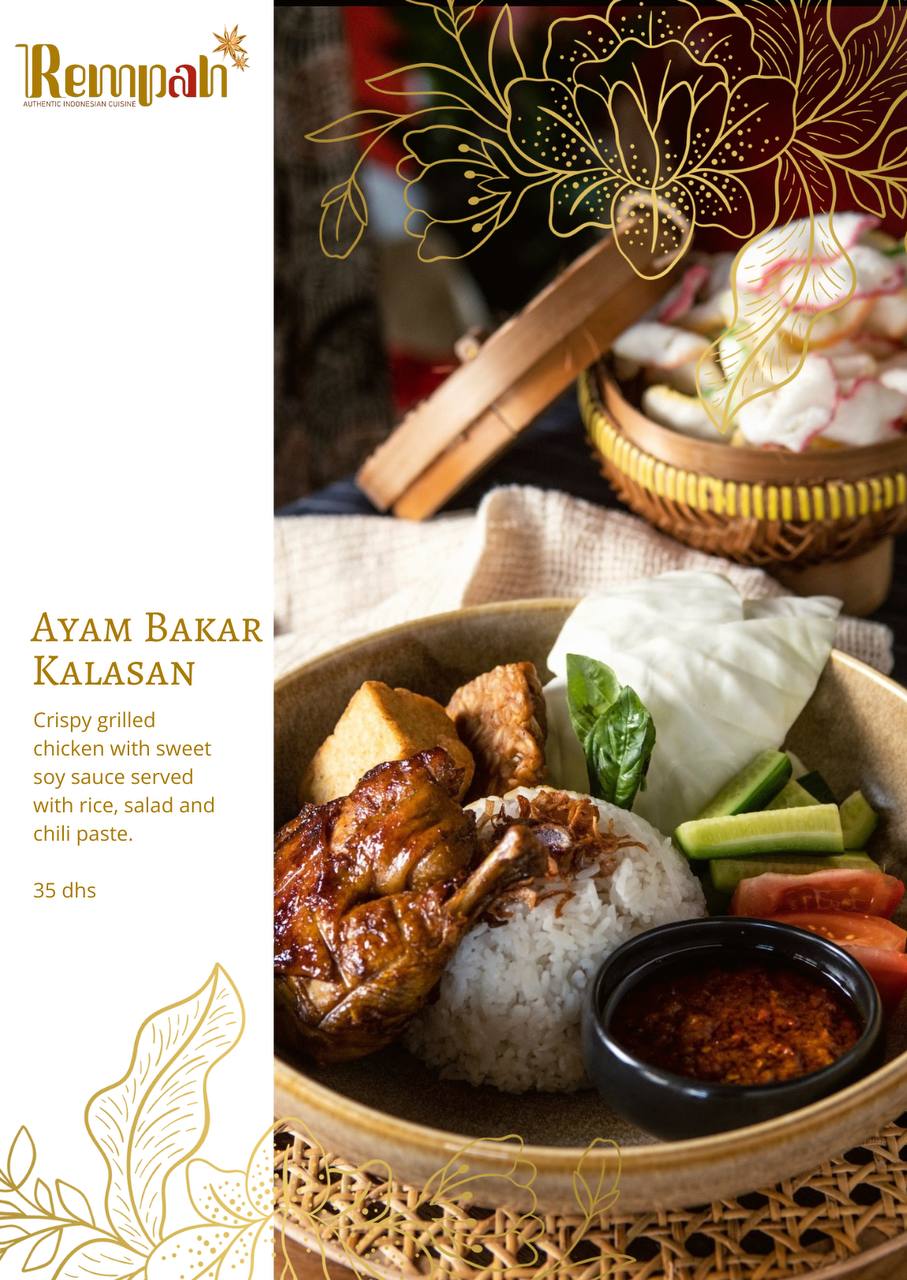 Rempah
AUTHENTIC INDONESIAN CUISINE
AYAM BAKAR
KALASAN
Crispy grilled
chicken with sweet
soy sauce served
with rice, salad and
chili paste.
35 dhs